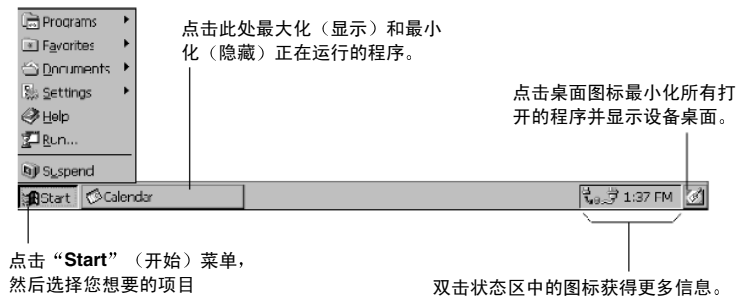 Programs
Favorites
Documents
Settings
Help
Run...
Suspend
点击此处最大化（显示）和最小
化（隐藏）正在运行的程序。
点击桌面图标最小化所有打
开的程序并显示设备桌面。
Start
Calendar
1:37 PM
点击“Start”（开始）菜单，
然后选择您想要的项目
双击状态区中的图标获得更多信息。